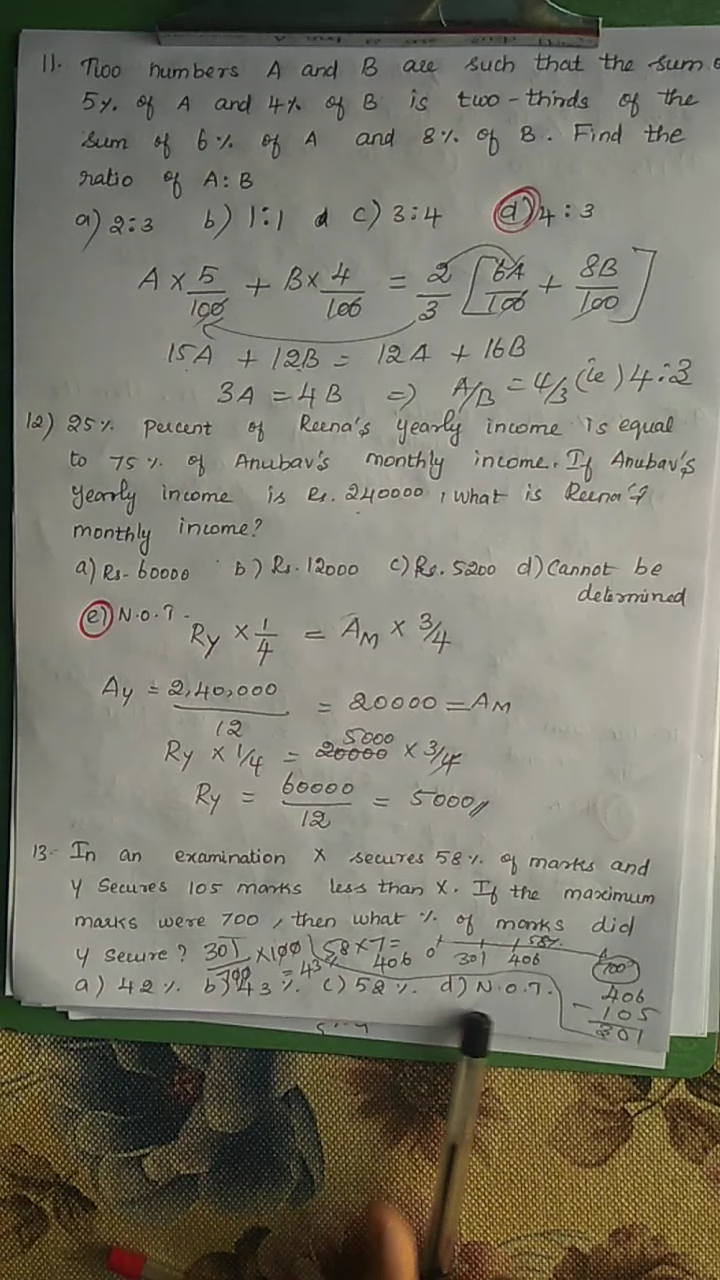 11. Two numbers A and B are such that the sum
5% of A and 4% of B is two-thirds of the
sum of 6% of A and 8% of B. Find the
ratio of A:B
a) 2:3 b) 1:1 c) 3:4 d) 4:3
A × 5/100 + B × 4/100 = 2/3 [6A/100 + 8B/100]
15A + 12B = 12A + 16B
3A = 4B => A/B = 4/3 (ie) 4:3
12) 25% percent of Reena's yearly income is equal
to 75% of Anubav's monthly income. If Anubav's
yearly income is Rs. 240000, what is Reena's
monthly income?
a) Rs. 60000 b) Rs. 12000 c) Rs. 5200 d) Cannot be
determined
e) N.O.T.
Ry × 1/4 = AM × 3/4
Ay = 2,40,000/12 = 20000 = AM
5000
Ry × 1/4 = 20000 × 3/4
Ry = 60000/12 = 5000//
13. In an examination X secures 58% of marks and
Y secures 105 marks less than X. If the maximum
marks were 700, then what % of marks did
Y secure? 301/700 × 100 = 43% 58 × 7 = 406 0 301 406 58% 700
a) 42% b) 43% c) 52% d) N.O.T.
406
- 105
301